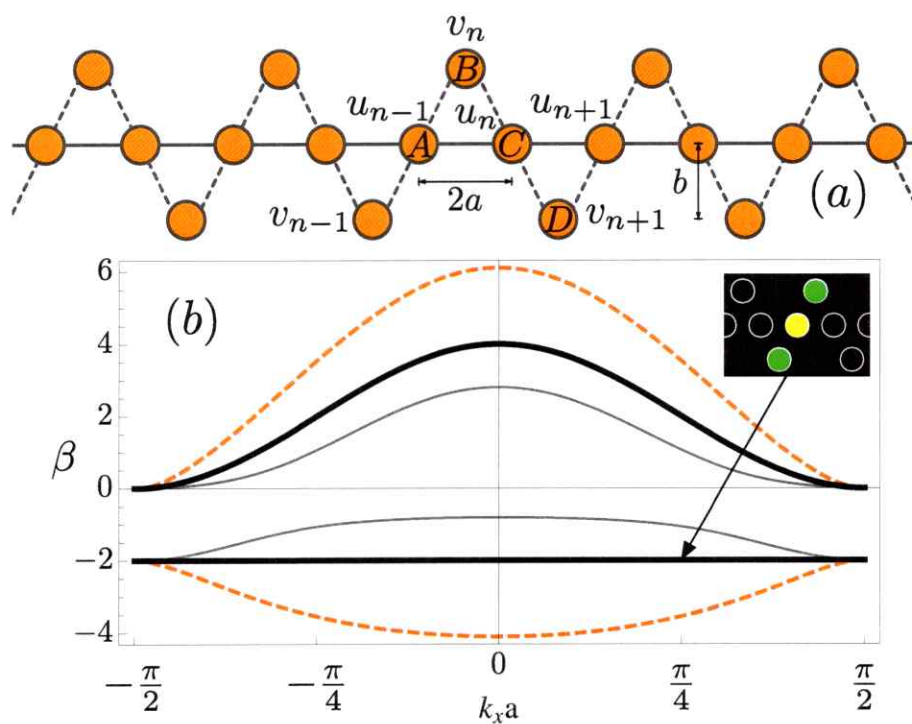 v_n
B
u_{n-1} u_n u_{n+1}
A C
2a b (a)
v_{n-1} D v_{n+1}
6
(b)
4
2
β
0
−2
−4
−π/2 −π/4 0 π/4 π/2
k_xa